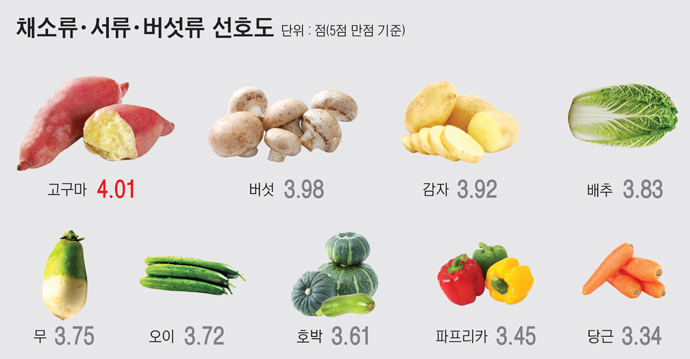 채소류·서류·버섯류 선호도 단위 : 점(5점 만점 기준)
고구마 4.01 버섯 3.98 감자 3.92 배추 3.83
무 3.75 오이 3.72 호박 3.61 파프리카 3.45 당근 3.34